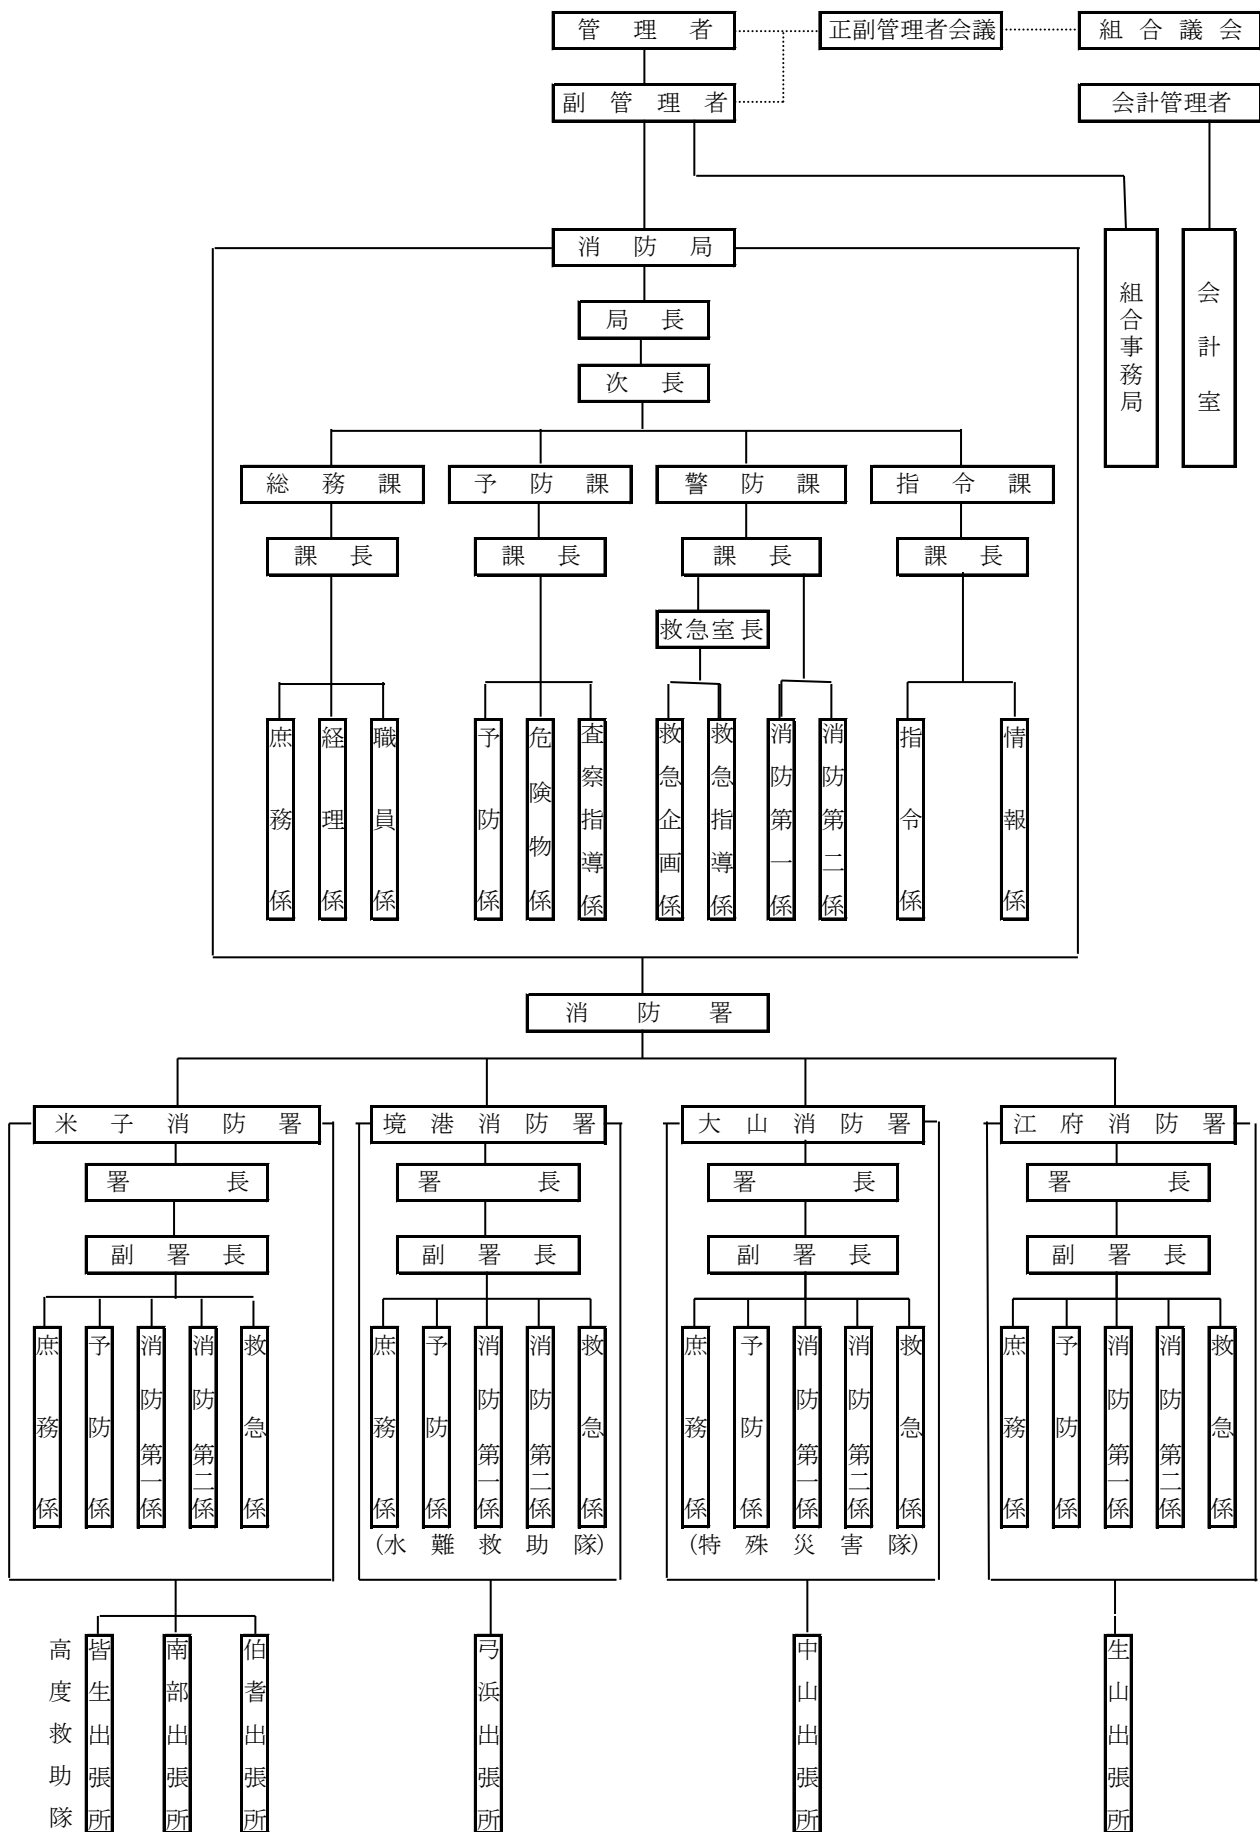 管理者
正副管理者会議
組合議会
副管理者
会計管理者
消防局
組合事務局
会計室
局長
次長
総務課
予防課
警防課
指令課
課長
課長
課長
課長
救急室長
庶務係
経理係
職員係
予防係
危険物係
査察指導係
救急企画係
救急指導係
消防第一係
消防第二係
指令係
情報係
消防署
米子消防署
境港消防署
大山消防署
江府消防署
署長
署長
署長
署長
副署長
副署長
副署長
副署長
庶務係
予防係
消防第一係
消防第二係
救急係
庶務係
予防係
消防第一係
消防第二係
救急係
庶務係
予防係
消防第一係
消防第二係
救急係
庶務係
予防係
消防第一係
消防第二係
救急係
(水難救助隊)
(特殊災害隊)
高度救助隊
皆生出張所
南部出張所
伯耆出張所
弓浜出張所
中山出張所
生山出張所